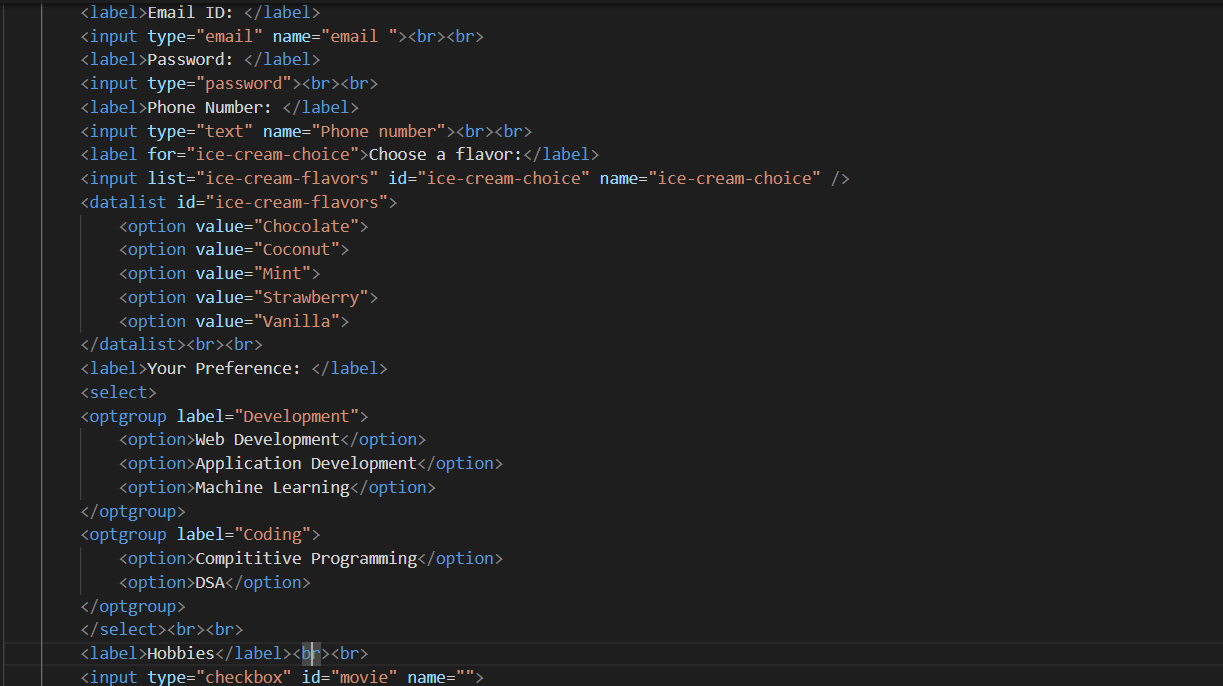 <label>Email ID: </label>
<input type="email" name="email "><br><br>
<label>Password: </label>
<input type="password"><br><br>
<label>Phone Number: </label>
<input type="text" name="Phone number"><br><br>
<label for="ice-cream-choice">Choose a flavor:</label>
<input list="ice-cream-flavors" id="ice-cream-choice" name="ice-cream-choice" />
<datalist id="ice-cream-flavors">
<option value="Chocolate">
<option value="Coconut">
<option value="Mint">
<option value="Strawberry">
<option value="Vanilla">
</datalist><br><br>
<label>Your Preference: </label>
<select>
<optgroup label="Development">
<option>Web Development</option>
<option>Application Development</option>
<option>Machine Learning</option>
</optgroup>
<optgroup label="Coding">
<option>Compititive Programming</option>
<option>DSA</option>
</optgroup>
</select><br><br>
<label>Hobbies</label><br><br>
<input type="checkbox" id="movie" name="">